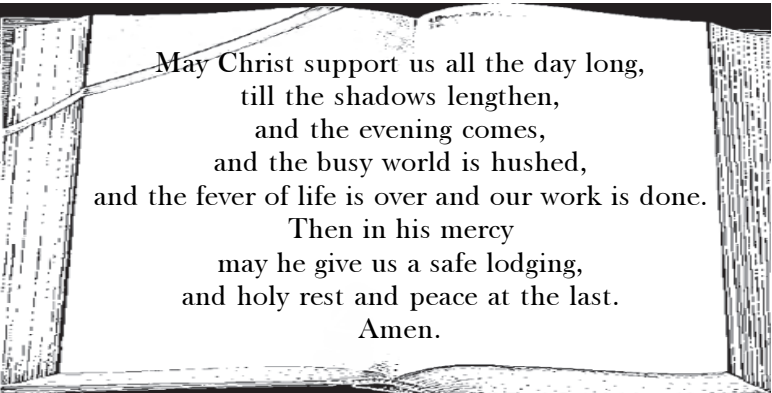 May Christ support us all the day long,
till the shadows lengthen,
and the evening comes,
and the busy world is hushed,
and the fever of life is over and our work is done.
Then in his mercy
may he give us a safe lodging,
and holy rest and peace at the last.
Amen.